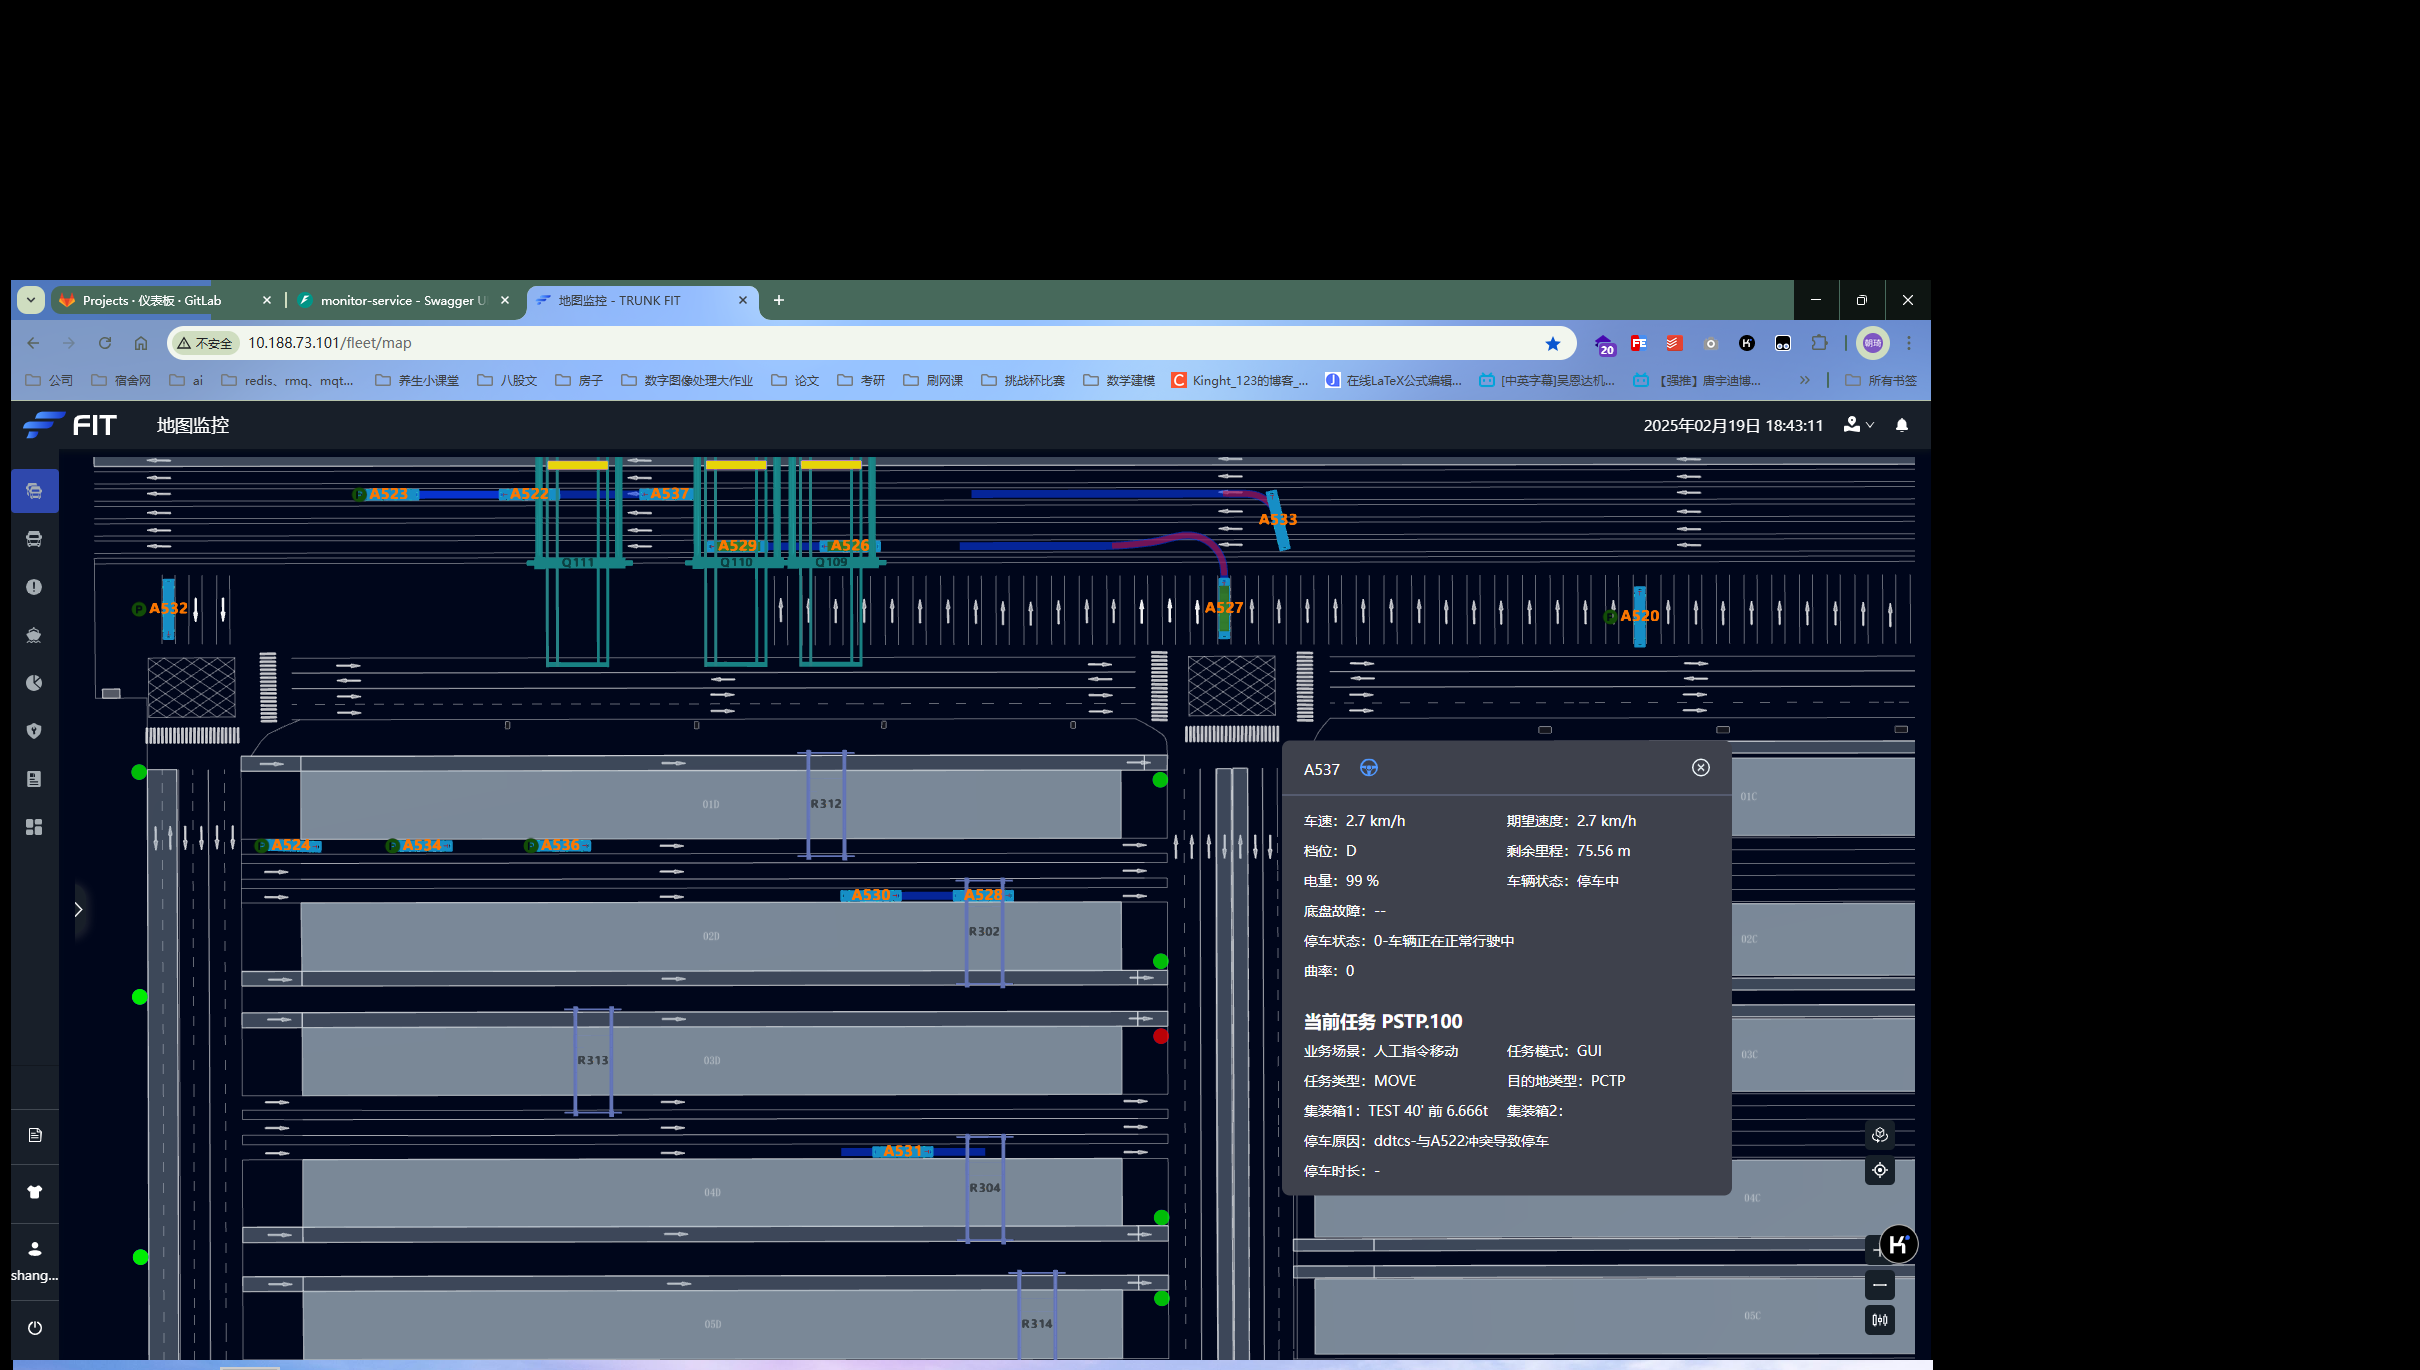 Projects · 仪表板 · GitLab
monitor-service - Swagger U
地图监控 - TRUNK FIT
不安全 10.188.73.101/fleet/map
20
FE
朝琦
公司 宿舍网 ai redis、rmq、mqt... 养生小课堂 八股文 房子 数字图像处理大作业 论文 考研 刷网课 挑战杯比赛 数学建模 Kinght_123的博客_... 在线LaTeX公式编辑... [中英字幕]吴恩达机... 【强推】唐宇迪博... 所有书签
FIT 地图监控 2025年02月19日 18:43:11
A523 A522 A537
A533
A529 A526
Q111 Q110 Q109
P A532 A527 P A520
01D R312 01C
A524 A534 A536
A530 A528
02D R302 02C
R313 03D 03C
A531
04D R304 04C
05D R314 05C
A537
车速：2.7 km/h 期望速度：2.7 km/h
档位：D 剩余里程：75.56 m
电量：99 % 车辆状态：停车中
底盘故障：--
停车状态：0-车辆正在正常行驶中
曲率：0
当前任务 PSTP.100
业务场景：人工指令移动 任务模式：GUI
任务类型：MOVE 目的地类型：PCTP
集装箱1：TEST 40' 前 6.666t 集装箱2：
停车原因：ddtcs-与A522冲突导致停车
停车时长：-
shang...
K